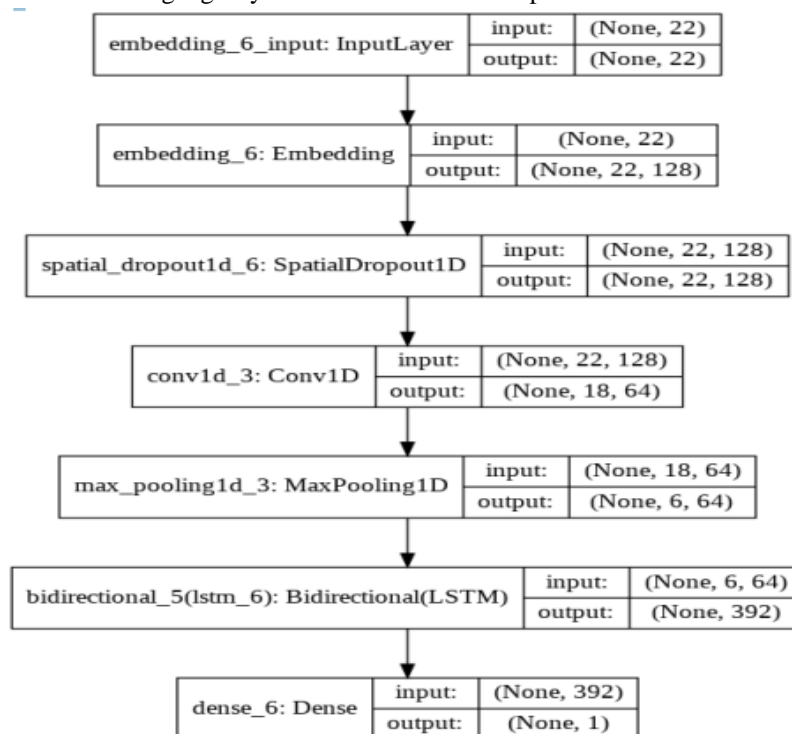 embedding_6_input: InputLayer
input: (None, 22)
output: (None, 22)
embedding_6: Embedding
input: (None, 22)
output: (None, 22, 128)
spatial_dropout1d_6: SpatialDropout1D
input: (None, 22, 128)
output: (None, 22, 128)
conv1d_3: Conv1D
input: (None, 22, 128)
output: (None, 18, 64)
max_pooling1d_3: MaxPooling1D
input: (None, 18, 64)
output: (None, 6, 64)
bidirectional_5(lstm_6): Bidirectional(LSTM)
input: (None, 6, 64)
output: (None, 392)
dense_6: Dense
input: (None, 392)
output: (None, 1)